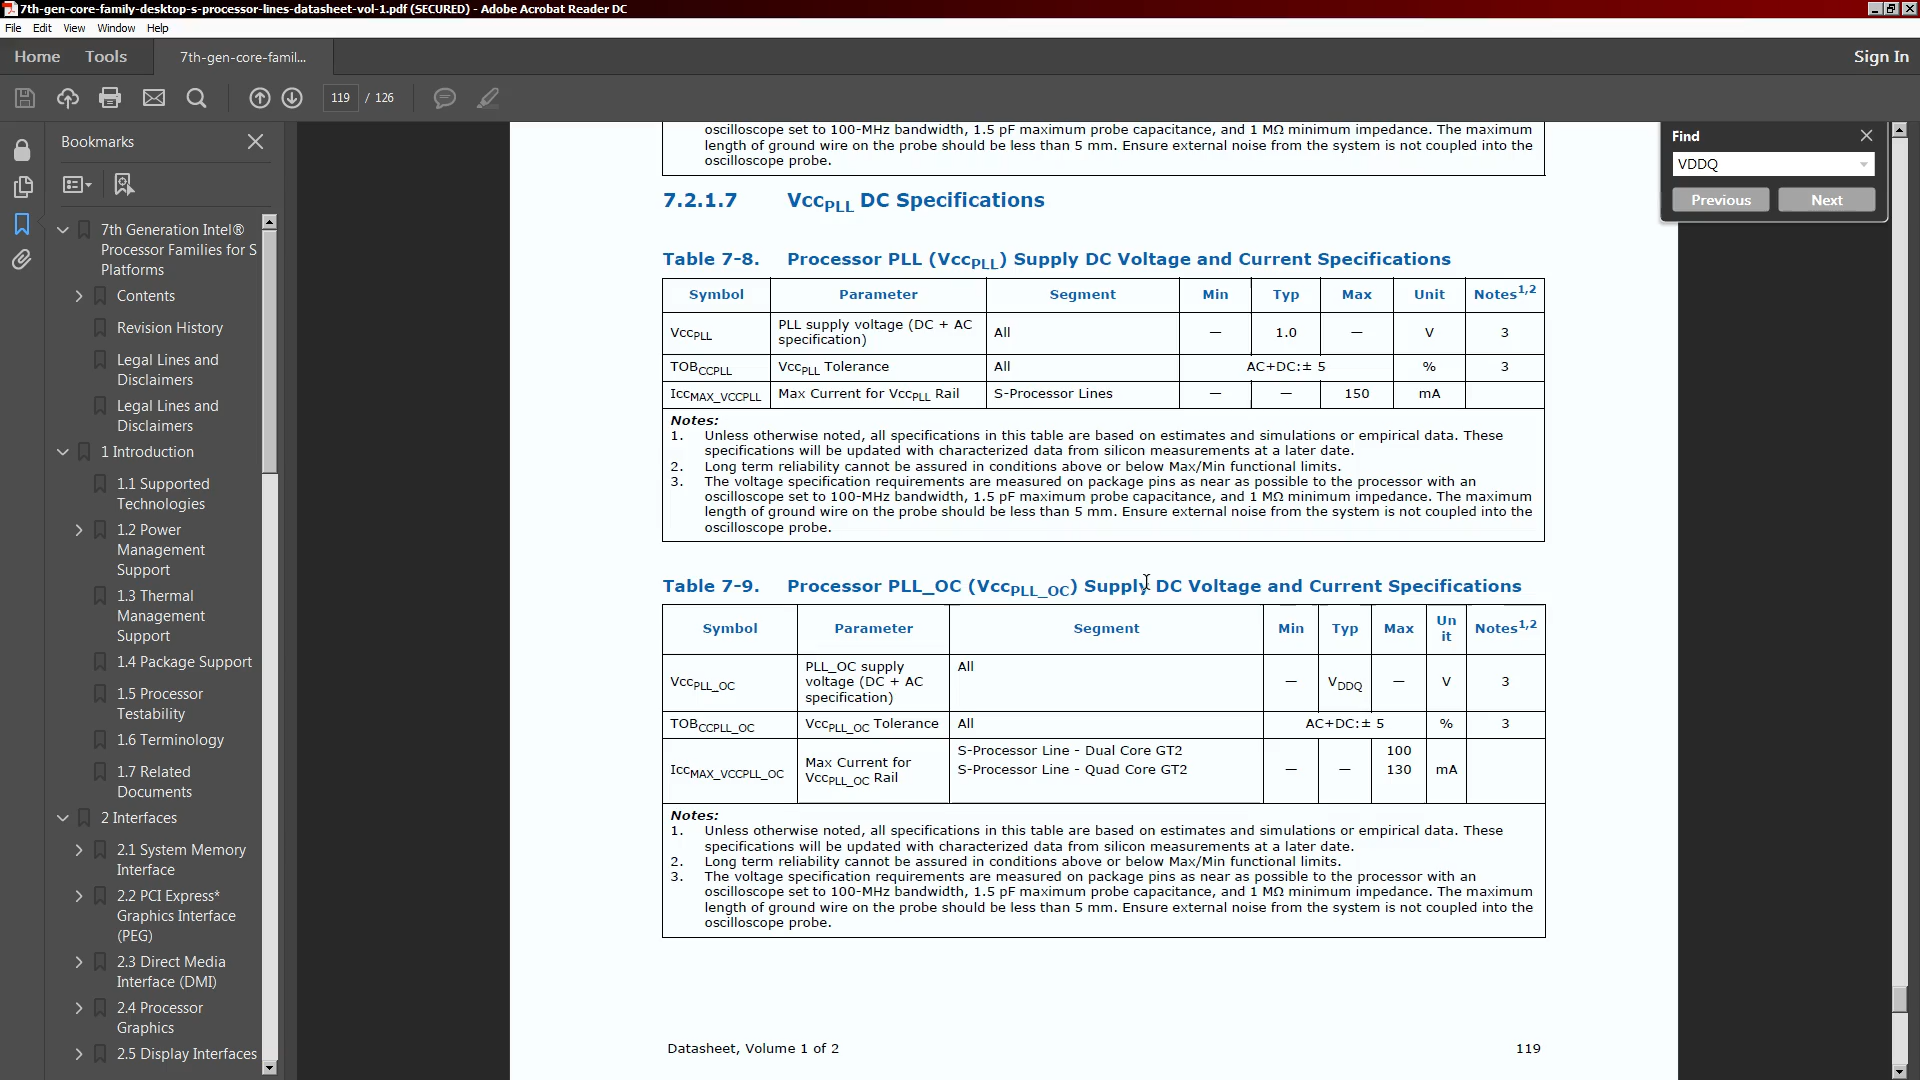 7th-gen-core-family-desktop-s-processor-lines-datasheet-vol-1.pdf (SECURED) - Adobe Acrobat Reader DC
File Edit View Window Help
Home Tools 7th-gen-core-famil... Sign In
119 / 126
Bookmarks
7th Generation Intel®
Processor Families for S
Platforms
Contents
Revision History
Legal Lines and
Disclaimers
Legal Lines and
Disclaimers
1 Introduction
1.1 Supported
Technologies
1.2 Power
Management
Support
1.3 Thermal
Management
Support
1.4 Package Support
1.5 Processor
Testability
1.6 Terminology
1.7 Related
Documents
2 Interfaces
2.1 System Memory
Interface
2.2 PCI Express*
Graphics Interface
(PEG)
2.3 Direct Media
Interface (DMI)
2.4 Processor
Graphics
2.5 Display Interfaces
oscilloscope set to 100-MHz bandwidth, 1.5 pF maximum probe capacitance, and 1 MΩ minimum impedance. The maximum
length of ground wire on the probe should be less than 5 mm. Ensure external noise from the system is not coupled into the
oscilloscope probe.
7.2.1.7 VccPLL DC Specifications
Table 7-8. Processor PLL (VccPLL) Supply DC Voltage and Current Specifications
Symbol Parameter Segment Min Typ Max Unit Notes1,2
VccPLL PLL supply voltage (DC + AC
specification) All — 1.0 — V 3
TOBCCPLL VccPLL Tolerance All AC+DC:± 5 % 3
IccMAX_VCCPLL Max Current for VccPLL Rail S-Processor Lines — — 150 mA
Notes:
1. Unless otherwise noted, all specifications in this table are based on estimates and simulations or empirical data. These
specifications will be updated with characterized data from silicon measurements at a later date.
2. Long term reliability cannot be assured in conditions above or below Max/Min functional limits.
3. The voltage specification requirements are measured on package pins as near as possible to the processor with an
oscilloscope set to 100-MHz bandwidth, 1.5 pF maximum probe capacitance, and 1 MΩ minimum impedance. The maximum
length of ground wire on the probe should be less than 5 mm. Ensure external noise from the system is not coupled into the
oscilloscope probe.
Table 7-9. Processor PLL_OC (VccPLL_OC) Supply DC Voltage and Current Specifications
Symbol Parameter Segment Min Typ Max Un
it Notes1,2
VccPLL_OC PLL_OC supply
voltage (DC + AC
specification) All — VDDQ — V 3
TOBCCPLL_OC VccPLL_OC Tolerance All AC+DC:± 5 % 3
IccMAX_VCCPLL_OC Max Current for
VccPLL_OC Rail
S-Processor Line - Dual Core GT2 100
S-Processor Line - Quad Core GT2 — — 130 mA
Notes:
1. Unless otherwise noted, all specifications in this table are based on estimates and simulations or empirical data. These
specifications will be updated with characterized data from silicon measurements at a later date.
2. Long term reliability cannot be assured in conditions above or below Max/Min functional limits.
3. The voltage specification requirements are measured on package pins as near as possible to the processor with an
oscilloscope set to 100-MHz bandwidth, 1.5 pF maximum probe capacitance, and 1 MΩ minimum impedance. The maximum
length of ground wire on the probe should be less than 5 mm. Ensure external noise from the system is not coupled into the
oscilloscope probe.
Datasheet, Volume 1 of 2 119
Find
VDDQ
Previous Next